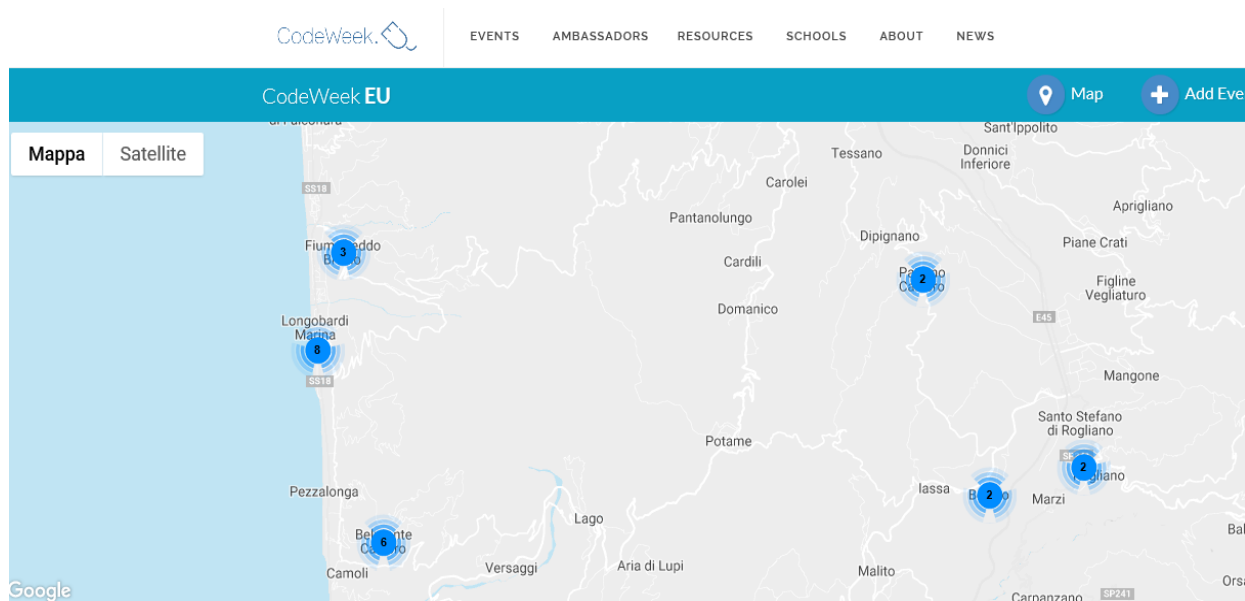 CodeWeek.
EVENTS AMBASSADORS RESOURCES SCHOOLS ABOUT NEWS
CodeWeek EU
Map
Add Eve
Mappa Satellite
Sant'Ippolito
Tessano
Donnici
Inferiore
Carolei
SS18
Aprigliano
Pantanolungo
Dipignano
Piane Crati
3
Cardili
2
Figline
Vegliaturo
Domanico
E45
Longobardi
Marina
8
SS18
Mangone
Santo Stefano
di Rogliano
Potame
2
Pezzalonga
Iassa
2
Marzi
Lago
6
Camoli
Versaggi
Aria di Lupi
Malito
Google
Carpanzano
SP241